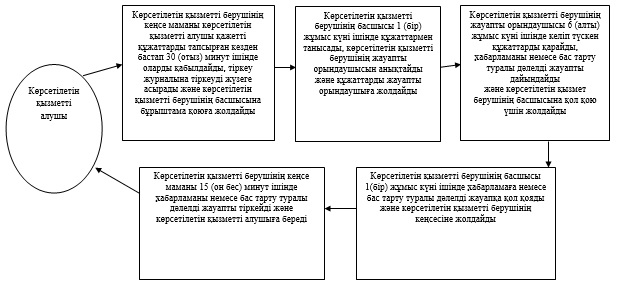 Көрсетілетін
қызметті
алушы
Көрсетілетін қызметті берушінің
кеңсе маманы көрсетілетін
қызметті алушы қажетті
құжаттарды тапсырған кезден
бастап 30 (отыз) минут ішінде
оларды қабылдайды, тіркеу
журналына тіркеуді жүзеге
асырады және көрсетілетін
қызметті берушінің басшысына
бұрыштама қоюға жолдайды
Көрсетілетін қызметті
берушінің басшысы 1 (бір)
жұмыс күні ішінде құжаттармен
танысады, көрсетілетін қызметті
берушінің жауапты
орындаушысын анықтайды
және құжаттарды жауапты
орындаушыға жолдайды
Көрсетілетін қызметті берушінің
жауапты орындаушысы 6 (алты)
жұмыс күні ішінде келіп түскен
құжаттарды қарайды,
хабарламаны немесе бас тарту
туралы дәлелді жауапты
дайындайды
және көрсетілетін қызмет
берушінің басшысына қол қою
үшін жолдайды
Көрсетілетін қызметті берушінің кеңсе
маманы 15 (он бес) минут ішінде
хабарламаны немесе бас тарту туралы
дәлелді жауапты тіркейді және
көрсетілетін қызметті алушыға береді
Көрсетілетін қызметті берушінің басшысы
1(бір) жұмыс күні ішінде хабарламаға немесе
бас тарту туралы дәлелді жауапқа қол қояды
және көрсетілетін қызметті берушінің
кеңсесіне жолдайды